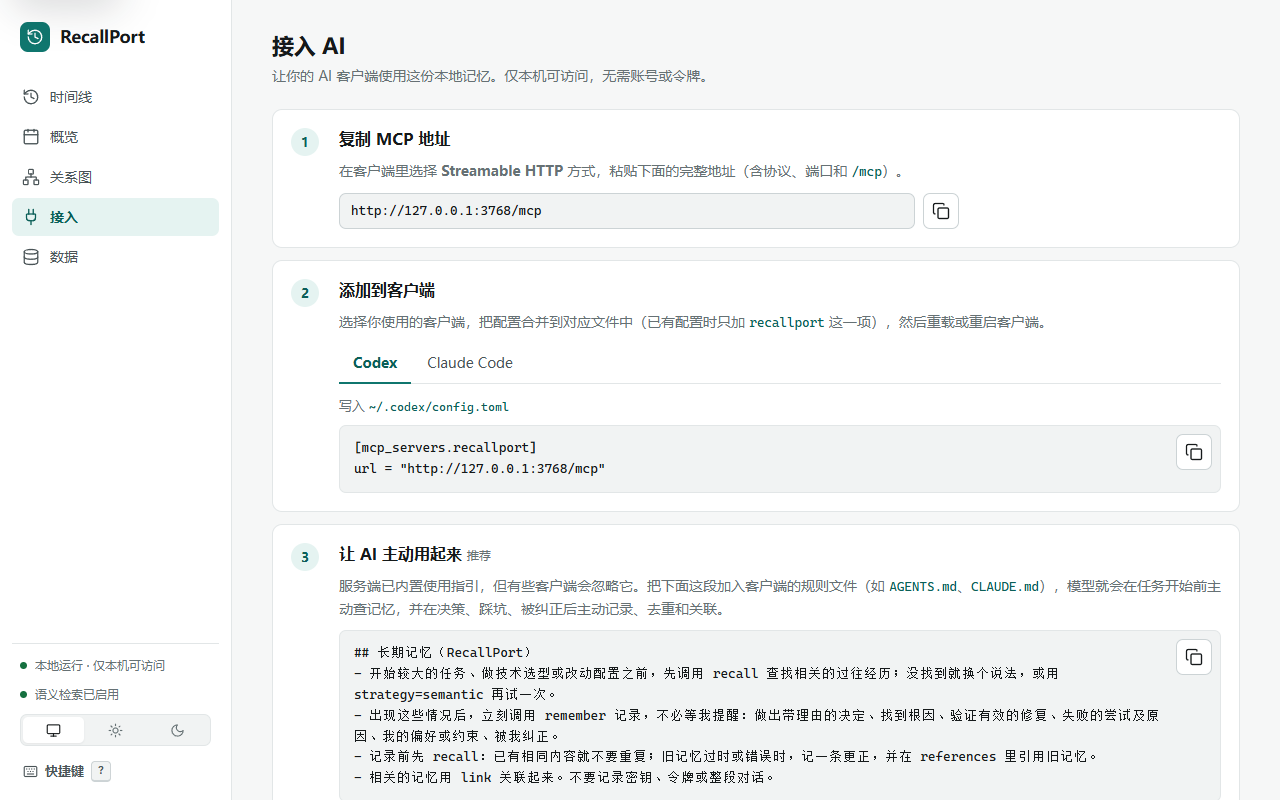 RecallPort
时间线
概览
关系图
接入
数据
本地运行 · 仅本机可访问
语义检索已启用
快捷键 ?
接入 AI
让你的 AI 客户端使用这份本地记忆。仅本机可访问，无需账号或令牌。
1
复制 MCP 地址
在客户端里选择 Streamable HTTP 方式，粘贴下面的完整地址（含协议、端口和 /mcp）。
http://127.0.0.1:3768/mcp
2
添加到客户端
选择你使用的客户端，把配置合并到对应文件中（已有配置时只加 recallport 这一项），然后重载或重启客户端。
Codex Claude Code
写入 ~/.codex/config.toml
[mcp_servers.recallport]
url = "http://127.0.0.1:3768/mcp"
3
让 AI 主动用起来 推荐
服务端已内置使用指引，但有些客户端会忽略它。把下面这段加入客户端的规则文件（如 AGENTS.md、CLAUDE.md），模型就会在任务开始前主
动查记忆，并在决策、踩坑、被纠正后主动记录、去重和关联。
## 长期记忆（RecallPort）
- 开始较大的任务、做技术选型或改动配置之前，先调用 recall 查找相关的过往经历；没找到就换个说法，或用
strategy=semantic 再试一次。
- 出现这些情况后，立刻调用 remember 记录，不必等我提醒：做出带理由的决定、找到根因、验证有效的修复、失败的尝试及原
因、我的偏好或约束、被我纠正。
- 记录前先 recall：已有相同内容就不要重复；旧记忆过时或错误时，记一条更正，并在 references 里引用旧记忆。
- 相关的记忆用 link 关联起来。不要记录密钥、令牌或整段对话。